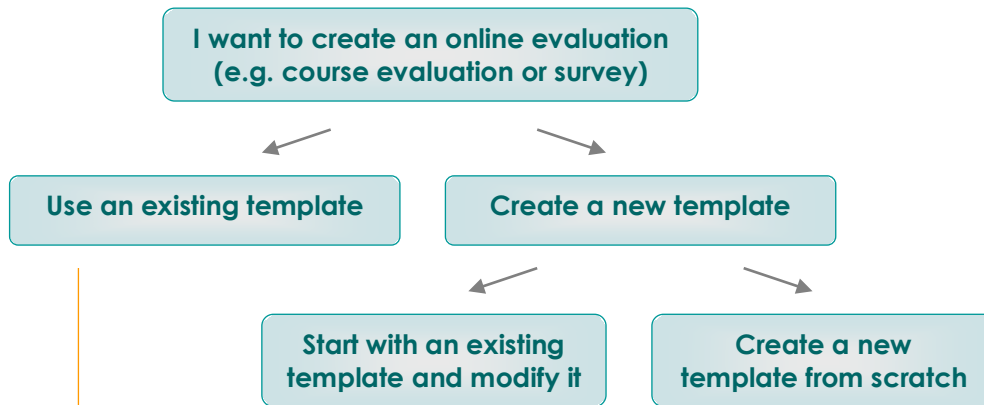 I want to create an online evaluation
(e.g. course evaluation or survey)
Use an existing template
Create a new template
Start with an existing
template and modify it
Create a new
template from scratch